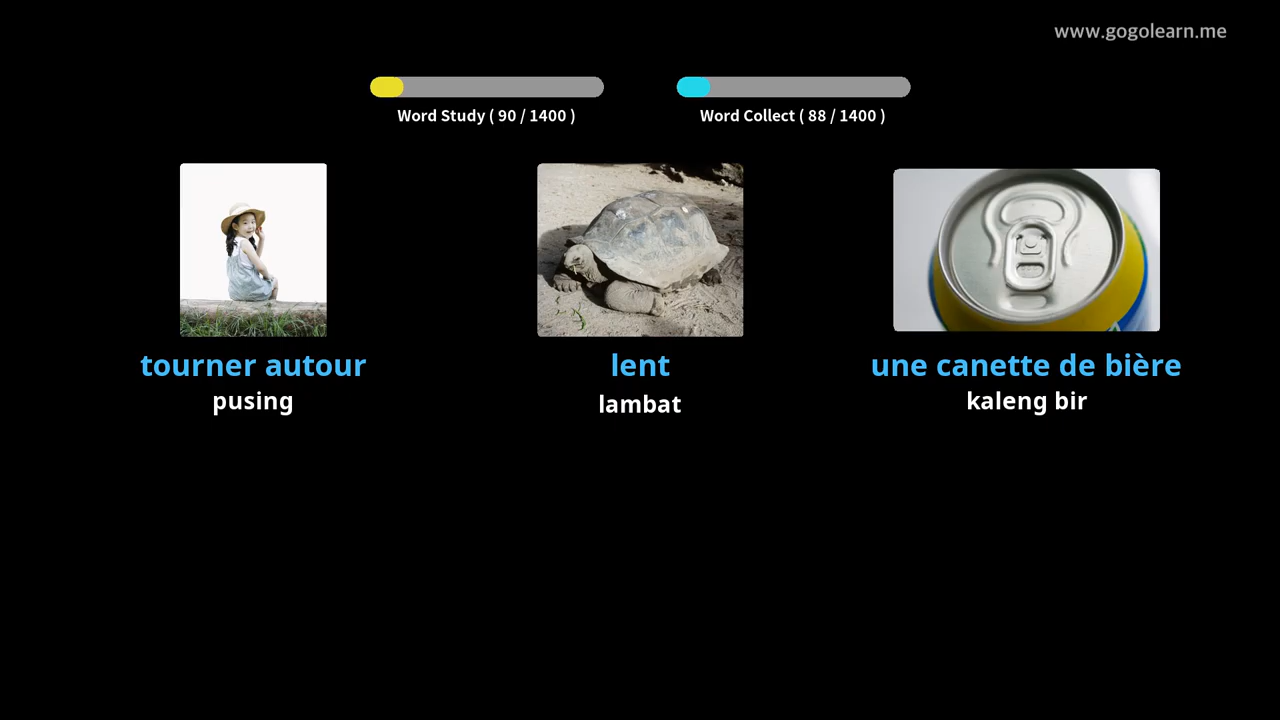 www.gogolearn.me
Word Study ( 90 / 1400 )
Word Collect ( 88 / 1400 )
tourner autour
pusing
lent
lambat
une canette de bière
kaleng bir